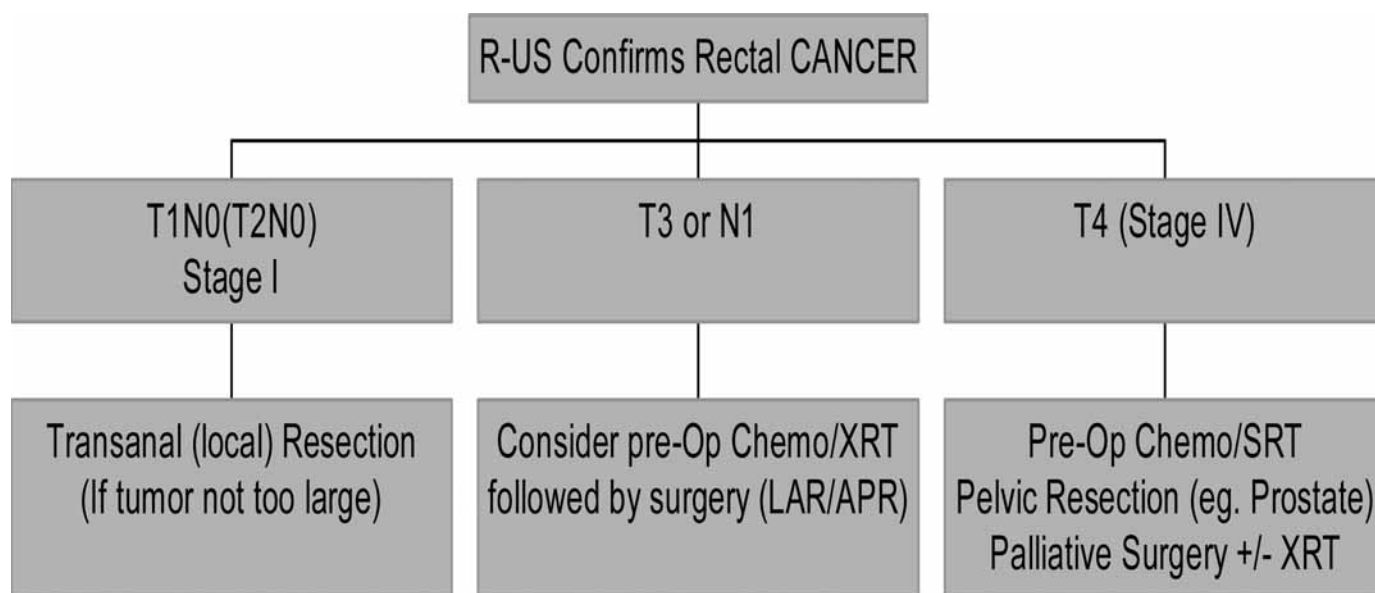 R-US Confirms Rectal CANCER
T1N0(T2N0)
Stage I
T3 or N1
T4 (Stage IV)
Transanal (local) Resection
(If tumor not too large)
Consider pre-Op Chemo/XRT
followed by surgery (LAR/APR)
Pre-Op Chemo/SRT
Pelvic Resection (eg. Prostate)
Palliative Surgery +/- XRT